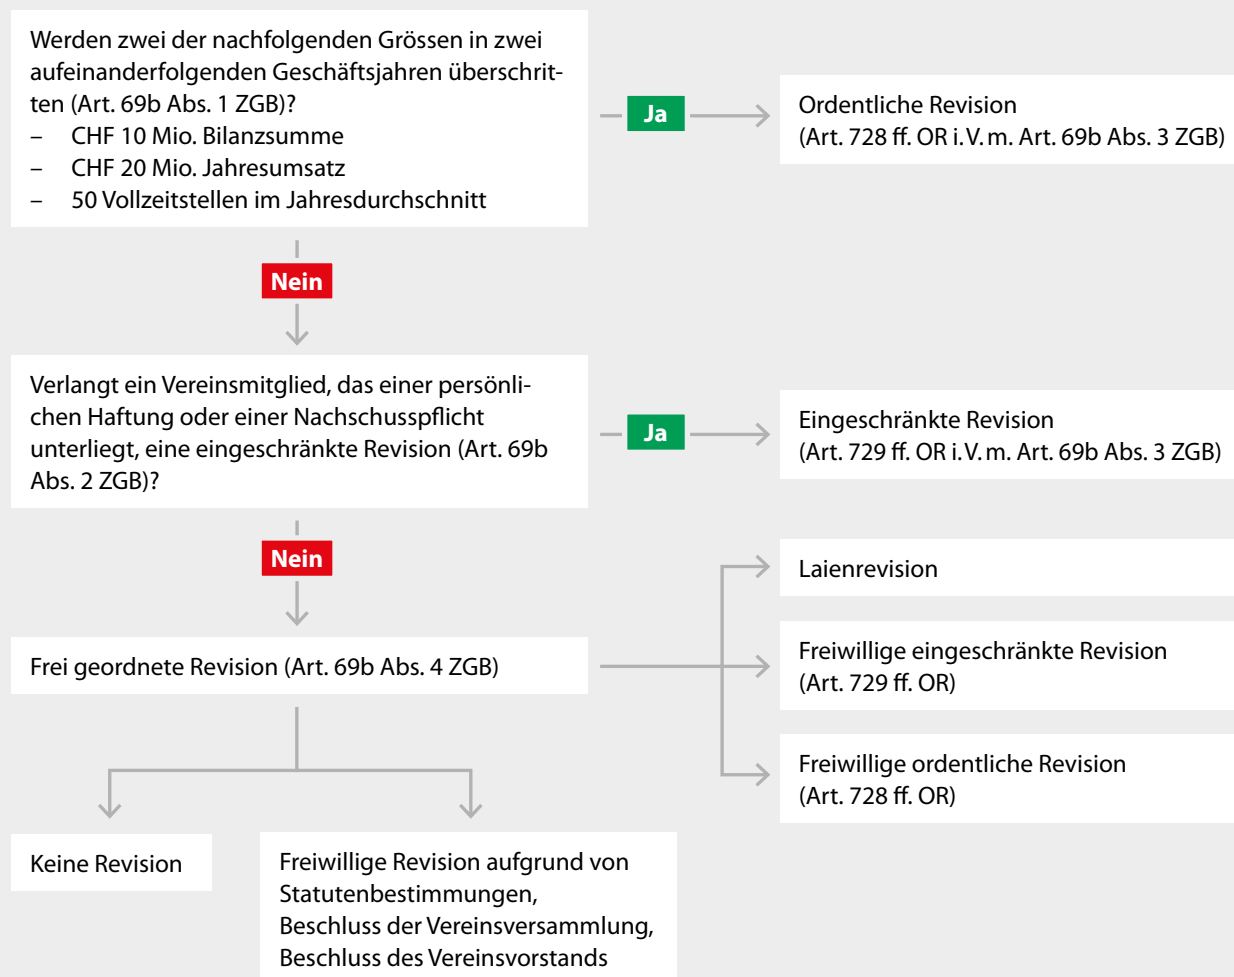 Werden zwei der nachfolgenden Grössen in zwei
aufeinanderfolgenden Geschäftsjahren überschrit-
ten (Art. 69b Abs. 1 ZGB)?
– CHF 10 Mio. Bilanzsumme
– CHF 20 Mio. Jahresumsatz
– 50 Vollzeitstellen im Jahresdurchschnitt
Ja
Ordentliche Revision
(Art. 728 ff. OR i. V. m. Art. 69b Abs. 3 ZGB)
Nein
Verlangt ein Vereinsmitglied, das einer persönli-
chen Haftung oder einer Nachschusspflicht
unterliegt, eine eingeschränkte Revision (Art. 69b
Abs. 2 ZGB)?
Ja
Eingeschränkte Revision
(Art. 729 ff. OR i. V. m. Art. 69b Abs. 3 ZGB)
Nein
Frei geordnete Revision (Art. 69b Abs. 4 ZGB)
Laienrevision
Freiwillige eingeschränkte Revision
(Art. 729 ff. OR)
Freiwillige ordentliche Revision
(Art. 728 ff. OR)
Keine Revision
Freiwillige Revision aufgrund von
Statutenbestimmungen,
Beschluss der Vereinsversammlung,
Beschluss des Vereinsvorstands